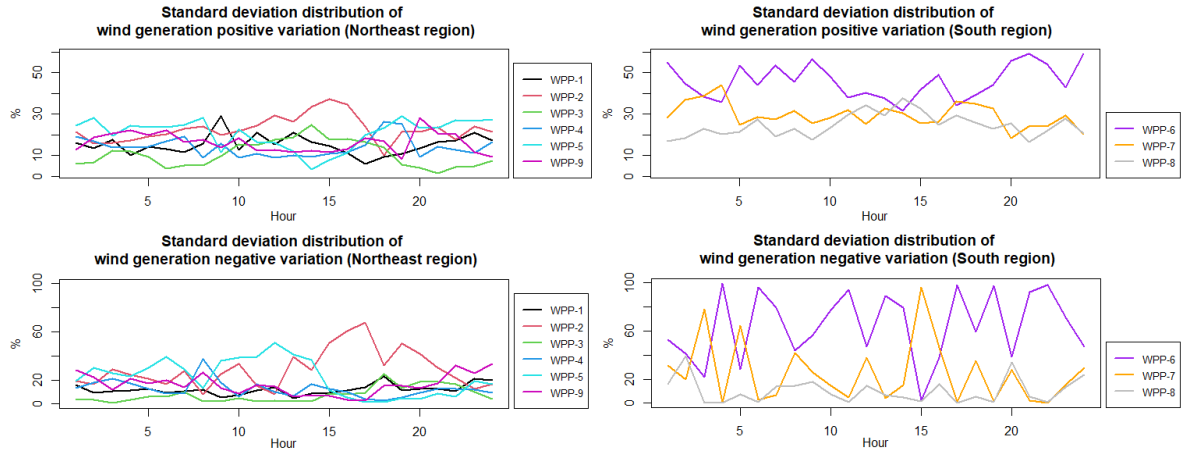 Standard deviation distribution of
wind generation positive variation (Northeast region)
%
0
10
30
50
5
10
15
20
Hour
WPP-1
WPP-2
WPP-3
WPP-4
WPP-5
WPP-9
Standard deviation distribution of
wind generation positive variation (South region)
%
0
10
30
50
5
10
15
20
Hour
WPP-6
WPP-7
WPP-8
Standard deviation distribution of
wind generation negative variation (Northeast region)
%
0
20
60
100
5
10
15
20
Hour
WPP-1
WPP-2
WPP-3
WPP-4
WPP-5
WPP-9
Standard deviation distribution of
wind generation negative variation (South region)
%
0
20
60
100
5
10
15
20
Hour
WPP-6
WPP-7
WPP-8